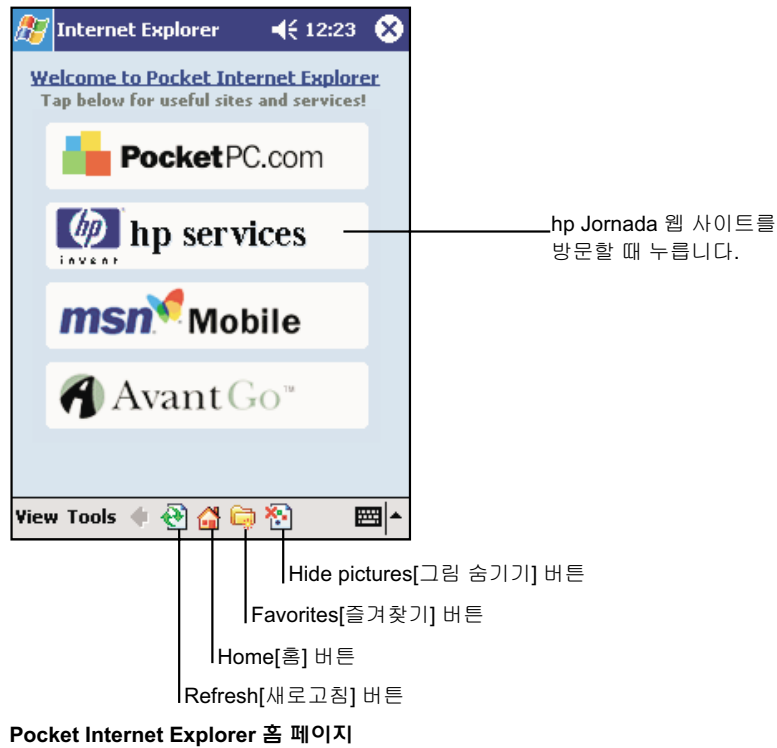 Internet Explorer 12:23
Welcome to Pocket Internet Explorer
Tap below for useful sites and services!
PocketPC.com
hp invent hp services
hp Jornada 웹 사이트를
방문할 때 누릅니다.
msn Mobile
AvantGo™
View Tools
Hide pictures[그림 숨기기] 버튼
Favorites[즐겨찾기] 버튼
Home[홈] 버튼
Refresh[새로고침] 버튼
Pocket Internet Explorer 홈 페이지